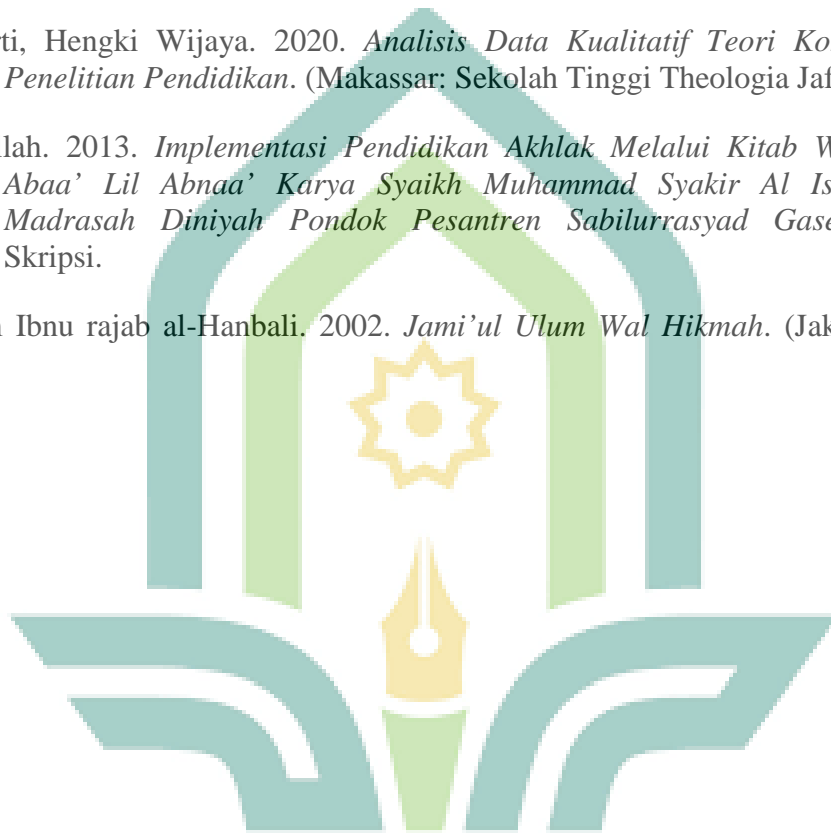 rti, Hengki Wijaya. 2020. Analisis Data Kualitatif Teori Ko
Penelitian Pendidikan. (Makassar: Sekolah Tinggi Theologia Jaf
lah. 2013. Implementasi Pendidikan Akhlak Melalui Kitab W
Abaa’ Lil Abnaa’ Karya Syaikh Muhammad Syakir Al Is
Madrasah Diniyah Pondok Pesantren Sabilurrasyad Gase
Skripsi.
Ibnu rajab al-Hanbali. 2002. Jami’ul Ulum Wal Hikmah. (Jak